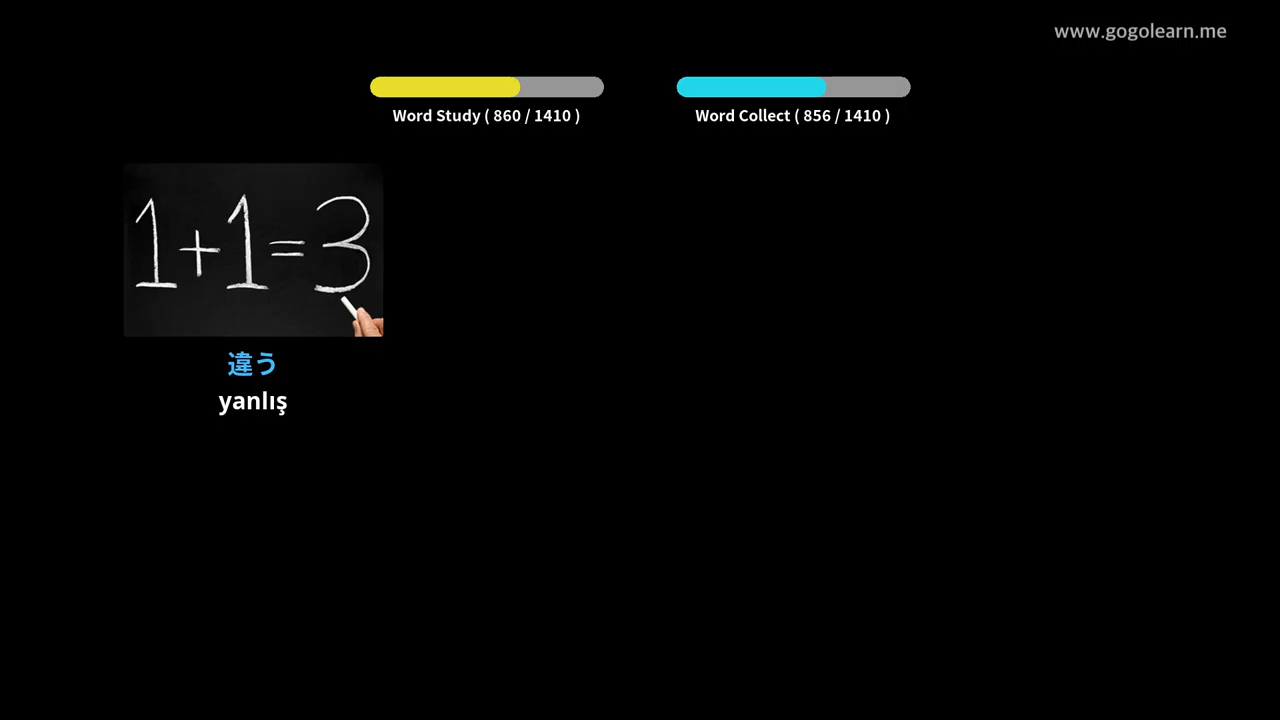 www.gogolearn.me
Word Study ( 860 / 1410 )
Word Collect ( 856 / 1410 )
1+1=3
違う
yanlış